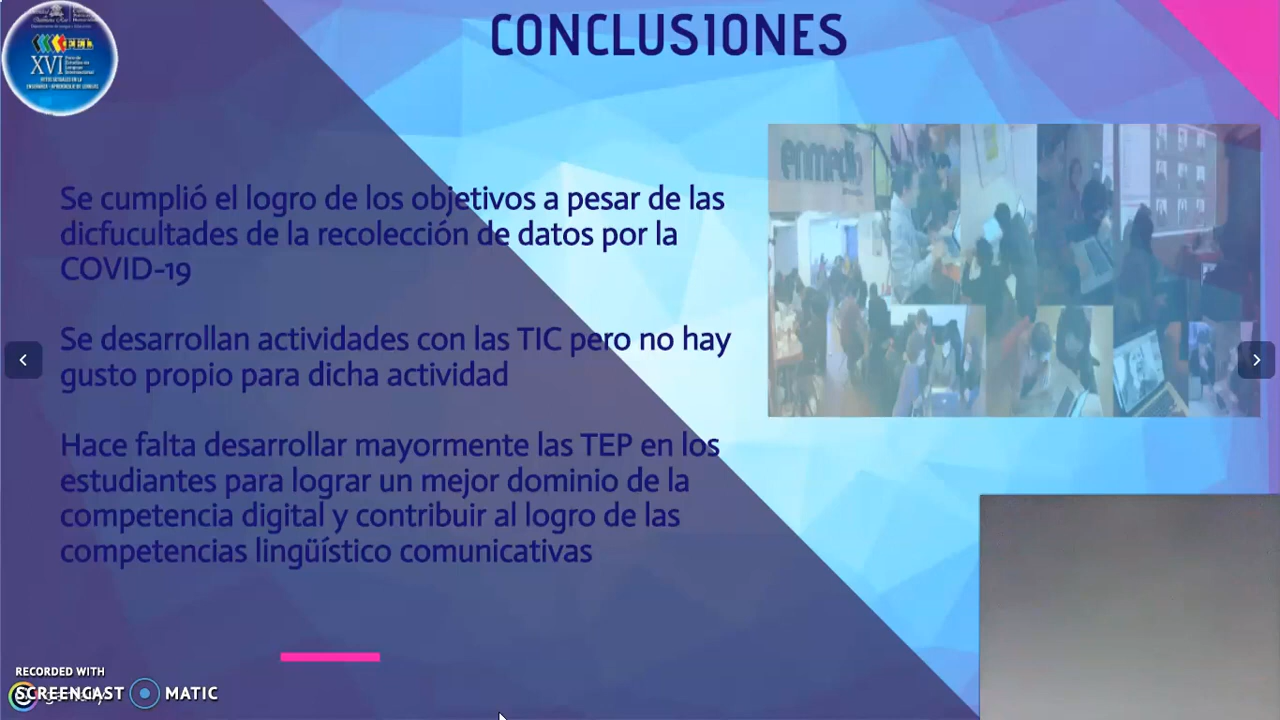 CONCLUSIONES
XVI
Se cumplió el logro de los objetivos a pesar de las
dicfucultades de la recolección de datos por la
COVID-19
Se desarrollan actividades con las TIC pero no hay
gusto propio para dicha actividad
Hace falta desarrollar mayormente las TEP en los
estudiantes para lograr un mejor dominio de la
competencia digital y contribuir al logro de las
competencias lingüístico comunicativas
enmedio
RECORDED WITH
SCREENCAST MATIC